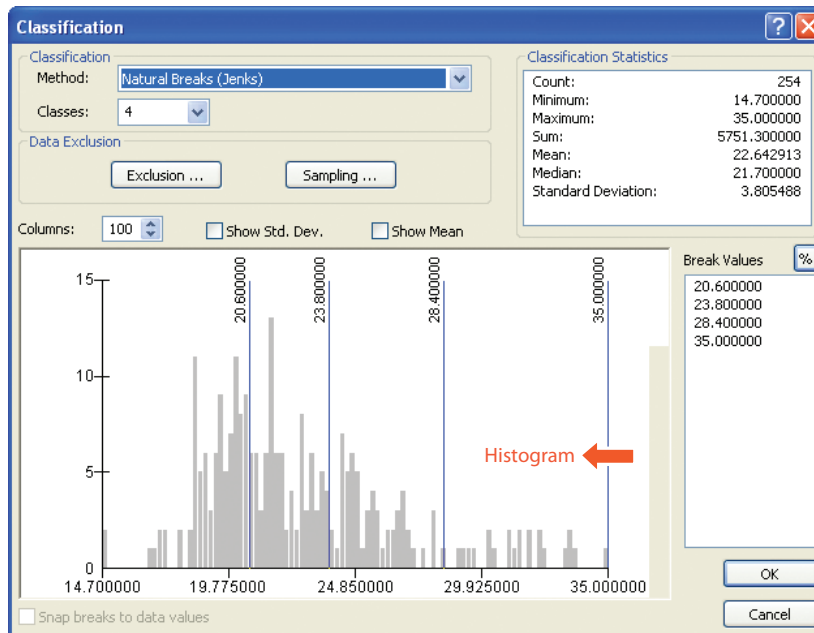 Classification
Classification
Method: Natural Breaks (Jenks)
Classes: 4
Data Exclusion
Exclusion ...
Sampling ...
Classification Statistics
Count: 254
Minimum: 14.700000
Maximum: 35.000000
Sum: 5751.300000
Mean: 22.642913
Median: 21.700000
Standard Deviation: 3.805488
Columns: 100
Show Std. Dev.
Show Mean
Break Values
%
20.600000
23.800000
28.400000
35.000000
15
10
5
0
20.600000
23.800000
28.400000
35.000000
Histogram
14.700000 19.775000 24.850000 29.925000 35.000000
Snap breaks to data values
OK
Cancel